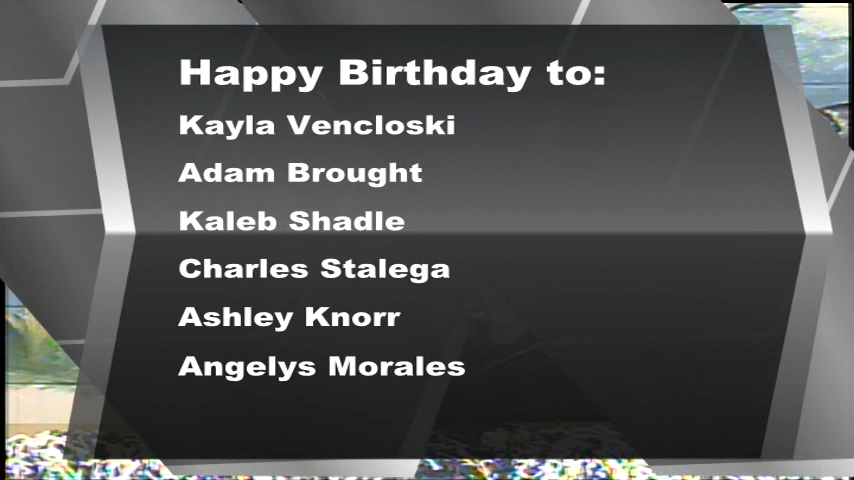 Happy Birthday to:
Kayla Vencloski
Adam Brought
Kaleb Shadle
Charles Stalega
Ashley Knorr
Angelys Morales